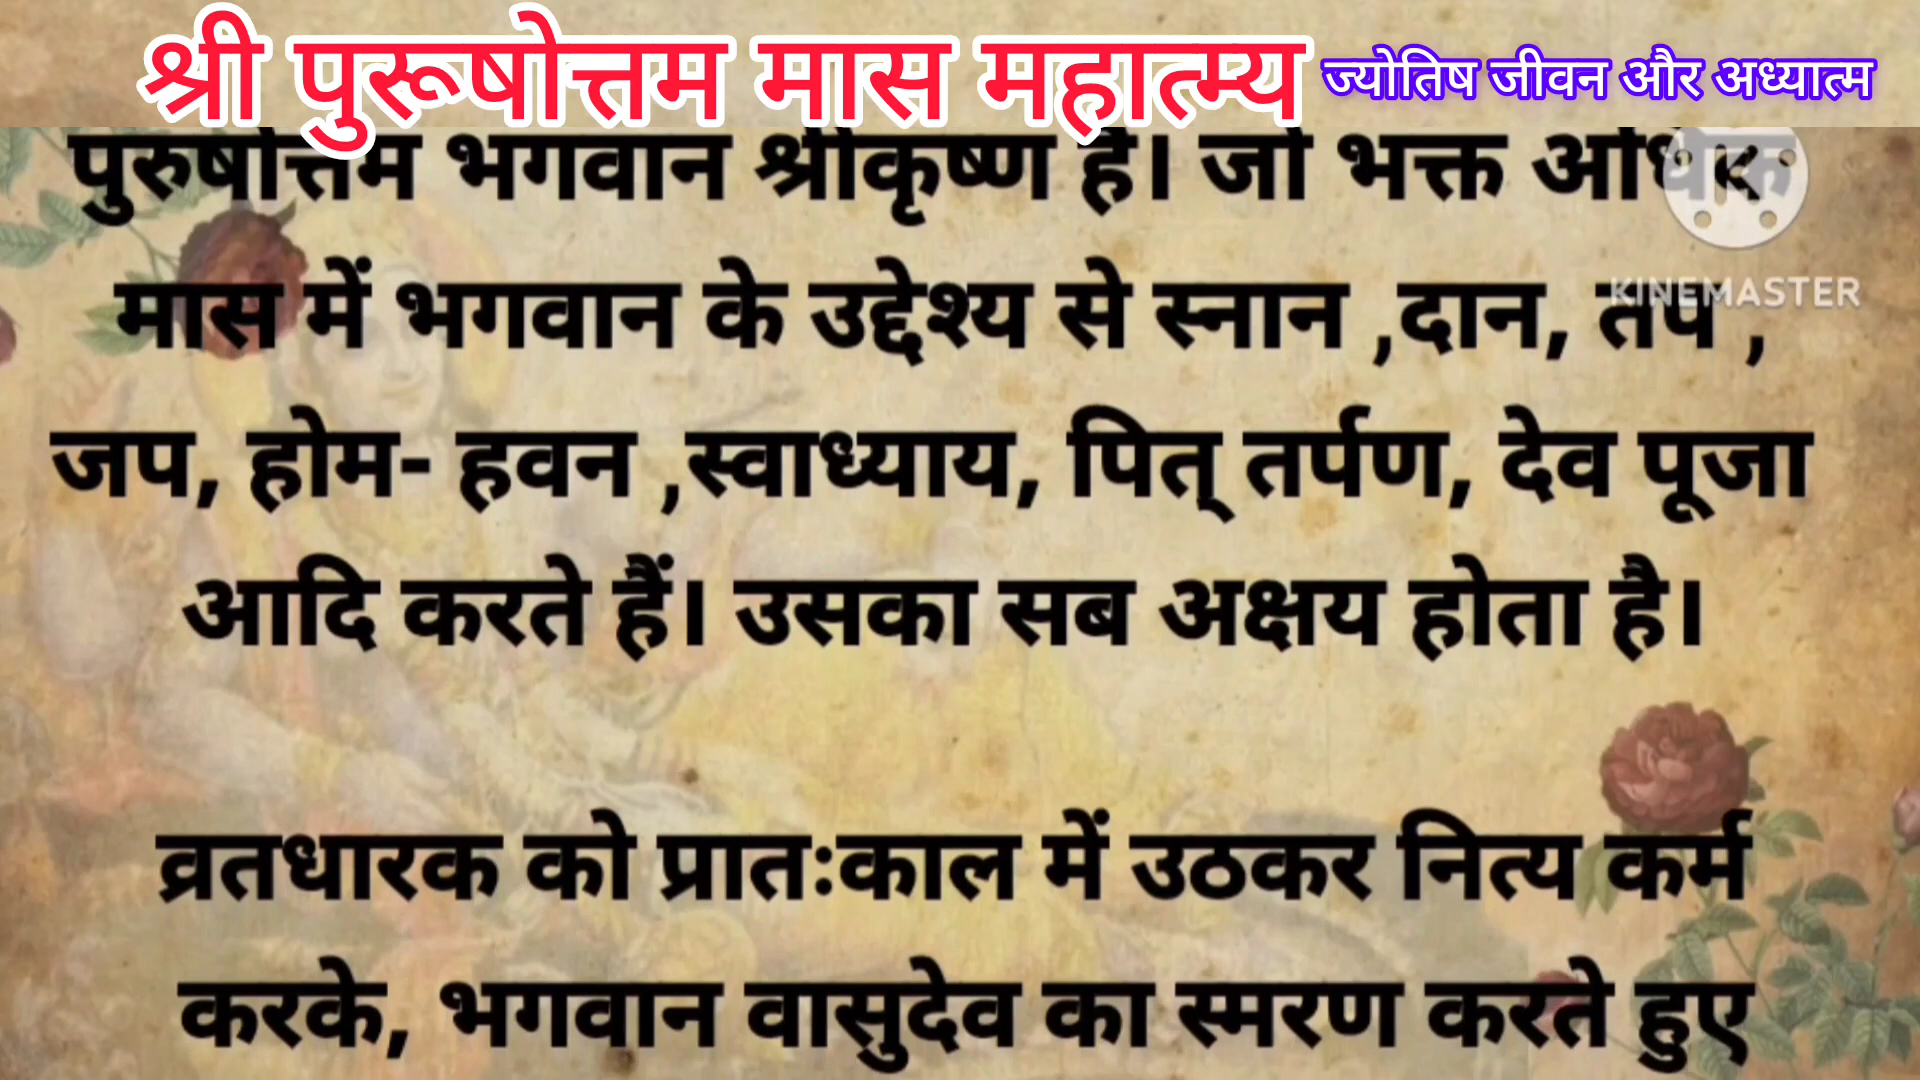 श्री पुरूषोत्तम मास महात्म्य ज्योतिष जीवन और अध्यात्म
पुरुषोत्तम भगवान श्रीकृष्ण हैं। जो भक्त अधिक
मास में भगवान के उद्देश्य से स्नान ,दान, तप ,
KINEMASTER
जप, होम- हवन ,स्वाध्याय, पित् तर्पण, देव पूजा
आदि करते हैं। उसका सब अक्षय होता है।
व्रतधारक को प्रातःकाल में उठकर नित्य कर्म
करके, भगवान वासुदेव का स्मरण करते हुए